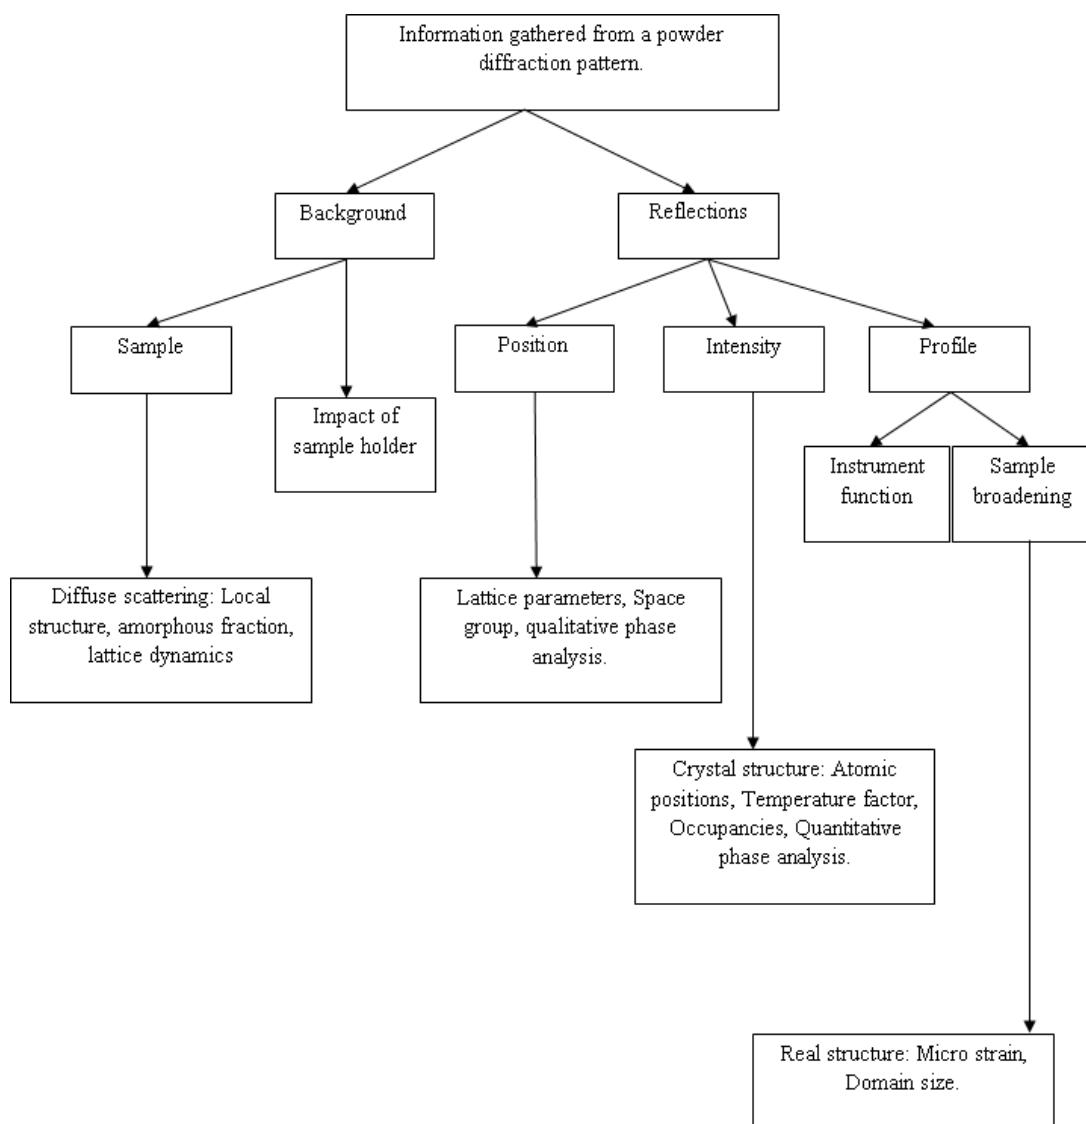 Information gathered from a powder
diffraction pattern.
Background
Reflections
Sample
Position
Intensity
Profile
Impact of
sample holder
Instrument
function
Sample
broadening
Diffuse scattering: Local
structure, amorphous fraction,
lattice dynamics
Lattice parameters, Space
group, qualitative phase
analysis.
Crystal structure: Atomic
positions, Temperature factor,
Occupancies, Quantitative
phase analysis.
Real structure: Micro strain,
Domain size.